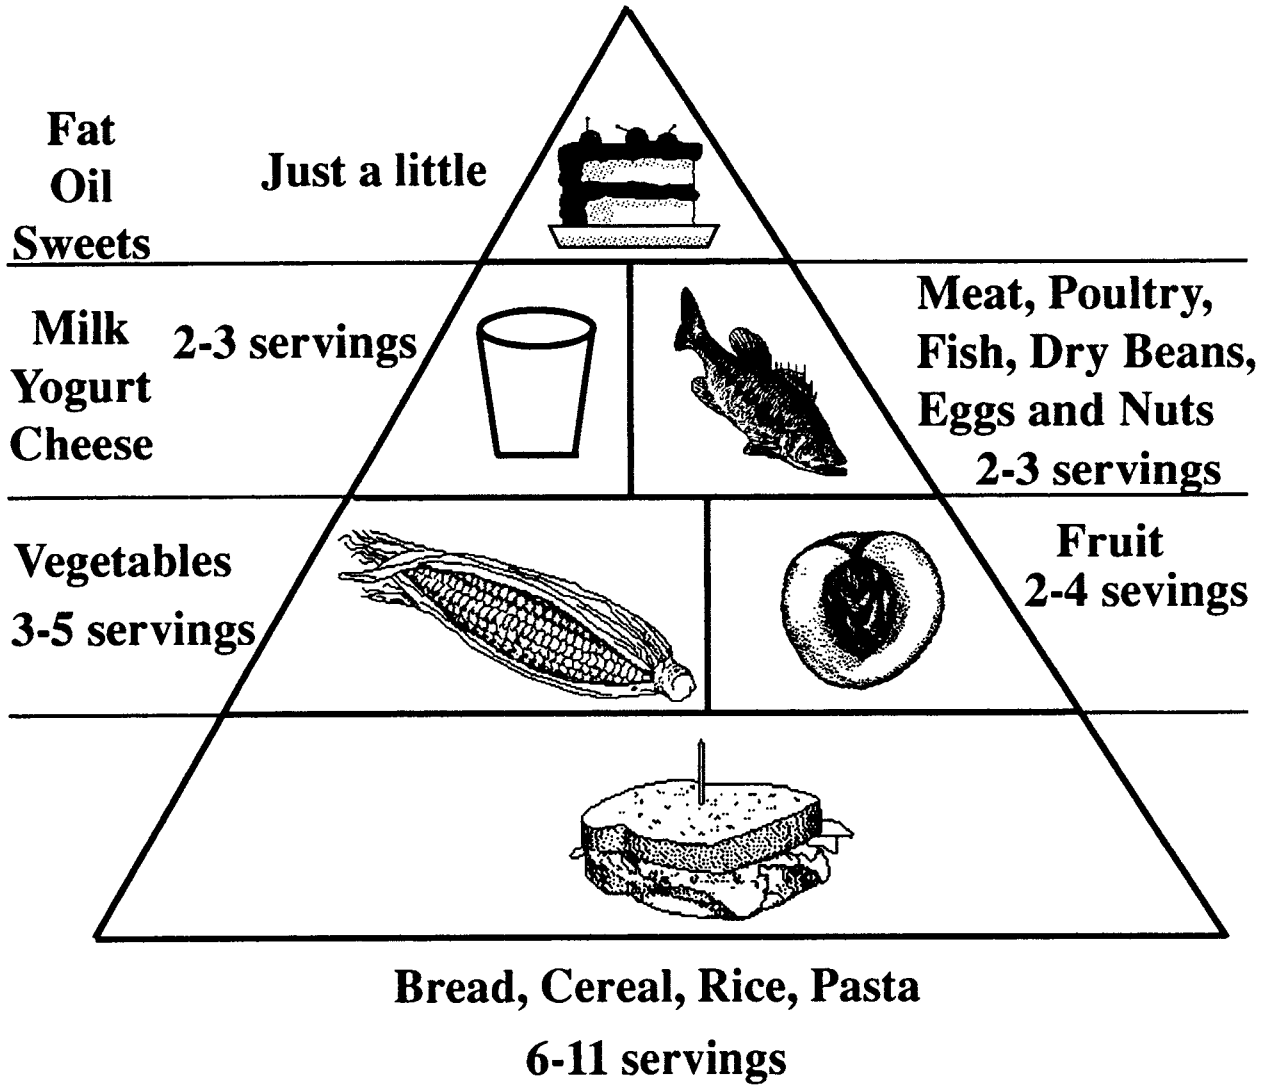 Fat
Oil
Sweets
Just a little
Milk
Yogurt
Cheese
2-3 servings
Meat, Poultry,
Fish, Dry Beans,
Eggs and Nuts
2-3 servings
Vegetables
3-5 servings
Fruit
2-4 sevings
Bread, Cereal, Rice, Pasta
6-11 servings